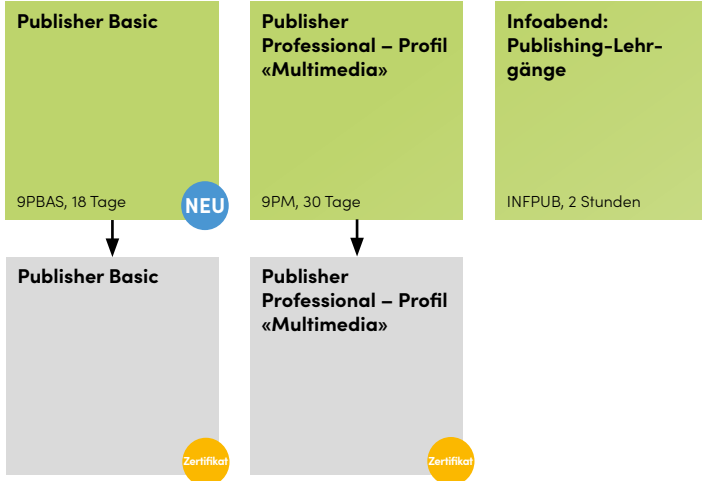 Publisher Basic
9PBAS, 18 Tage
NEU
Publisher
Professional – Profil
«Multimedia»
9PM, 30 Tage
Infoabend:
Publishing-Lehr-
gänge
INFPUB, 2 Stunden
Publisher Basic
Zertifikat
Publisher
Professional – Profil
«Multimedia»
Zertifikat